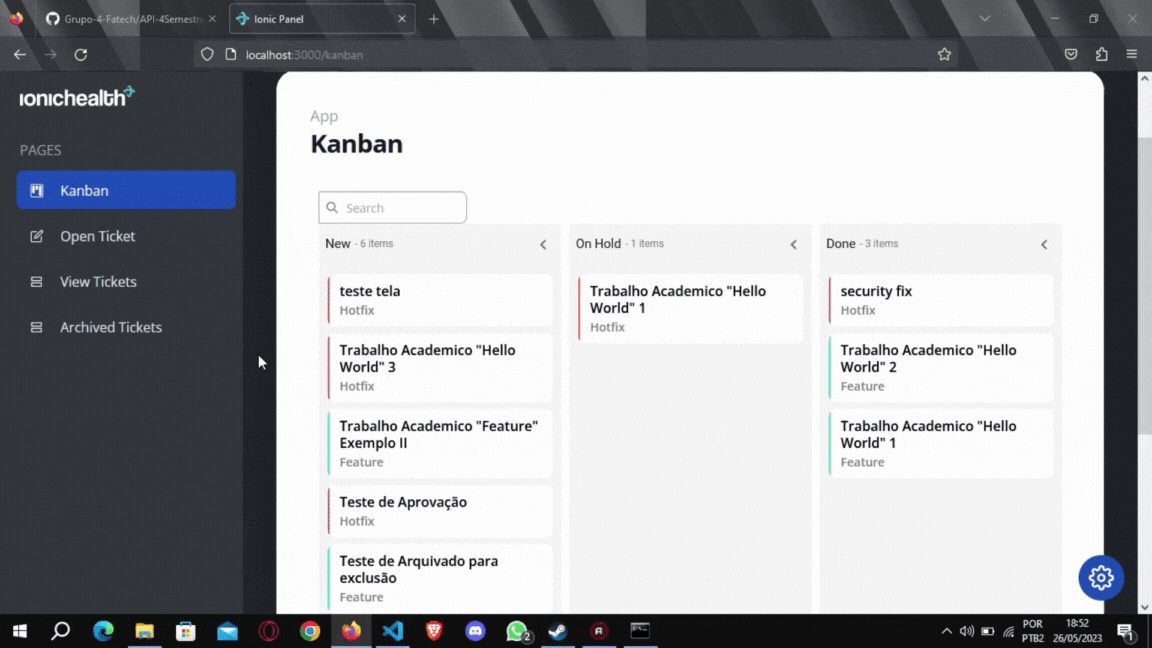 Grupo-4-Fatech/API-4Semestre
Ionic Panel
localhost:3000/kanban
ionichealth
PAGES
Kanban
Open Ticket
View Tickets
Archived Tickets
App
Kanban
Search
New - 6 items
teste tela
Hotfix
Trabalho Academico "Hello
World" 3
Hotfix
Trabalho Academico "Feature"
Exemplo II
Feature
Teste de Aprovação
Hotfix
Teste de Arquivado para
exclusão
Feature
On Hold - 1 items
Trabalho Academico "Hello
World" 1
Hotfix
Done - 3 items
security fix
Hotfix
Trabalho Academico "Hello
World" 2
Feature
Trabalho Academico "Hello
World" 1
Feature
2
POR
PTB2
18:52
26/05/2023
1